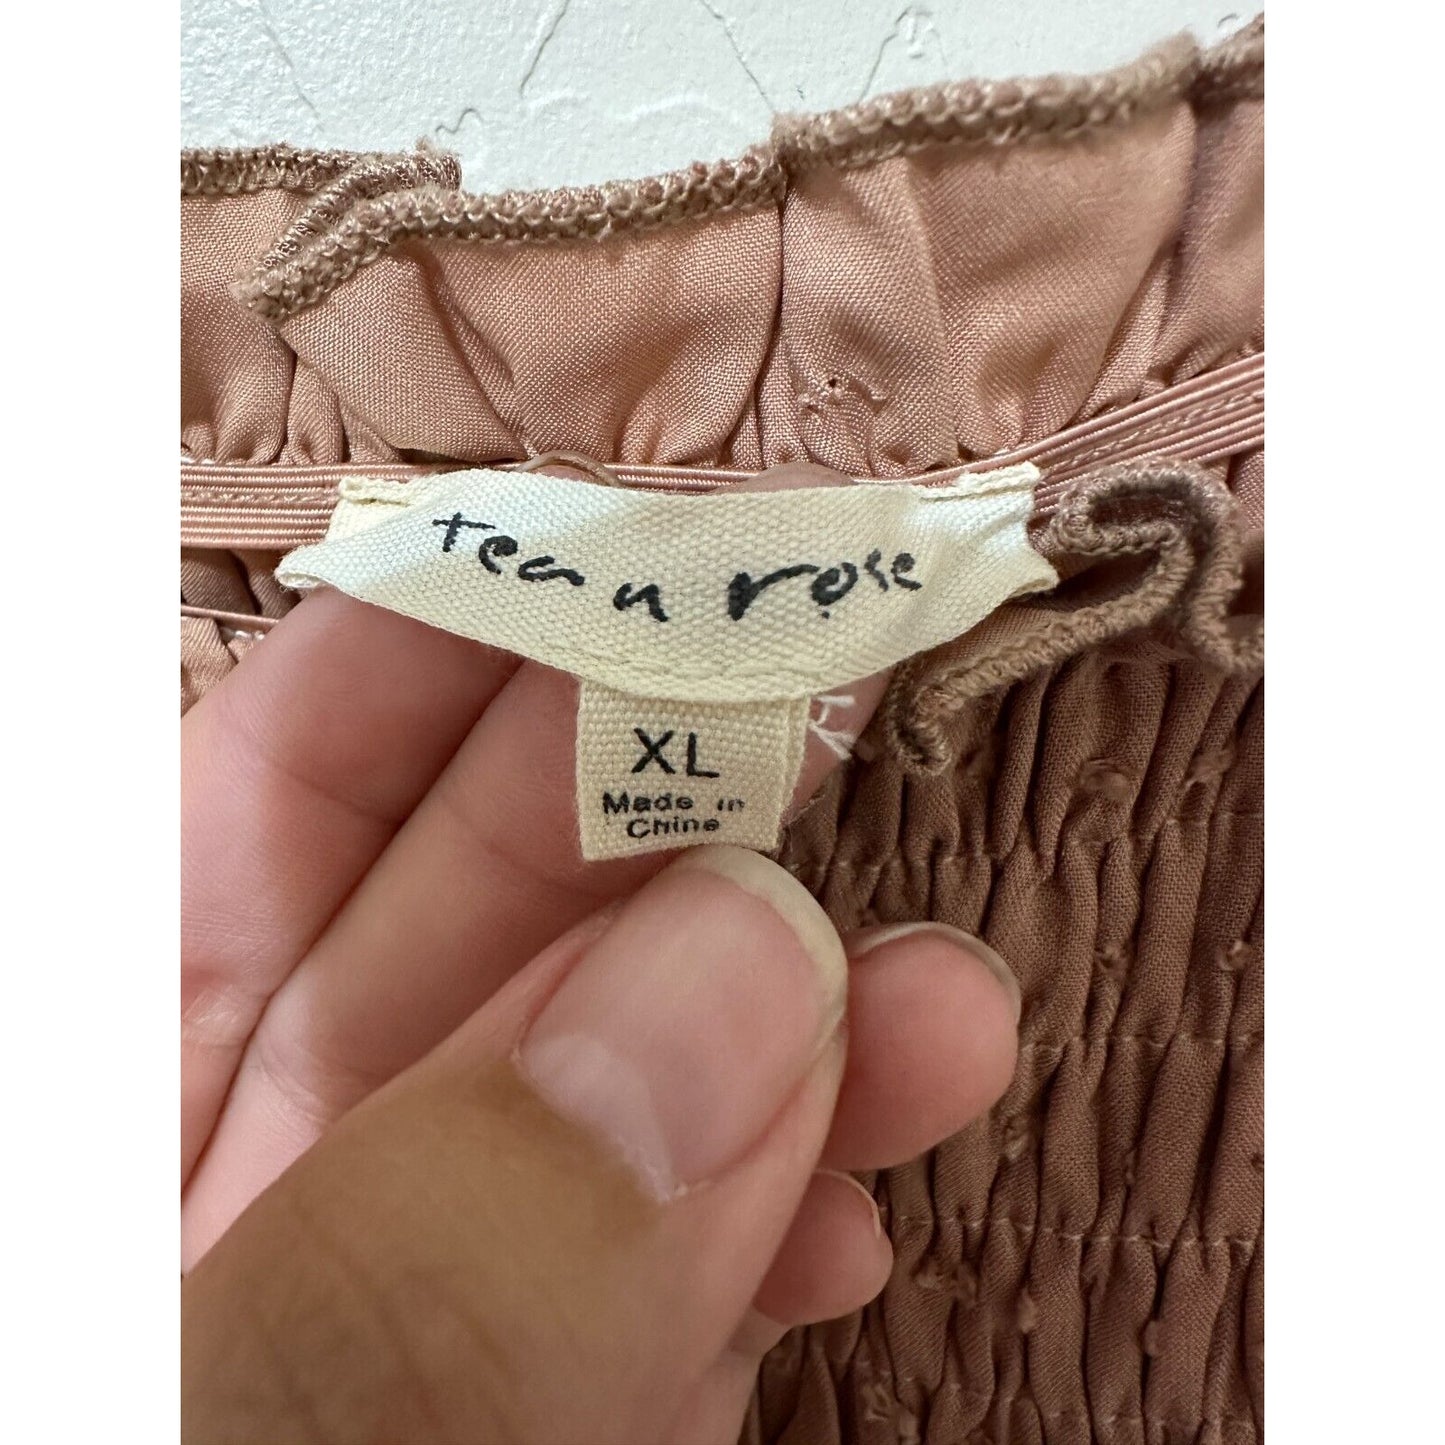 tea n rose
XL
Made in
China